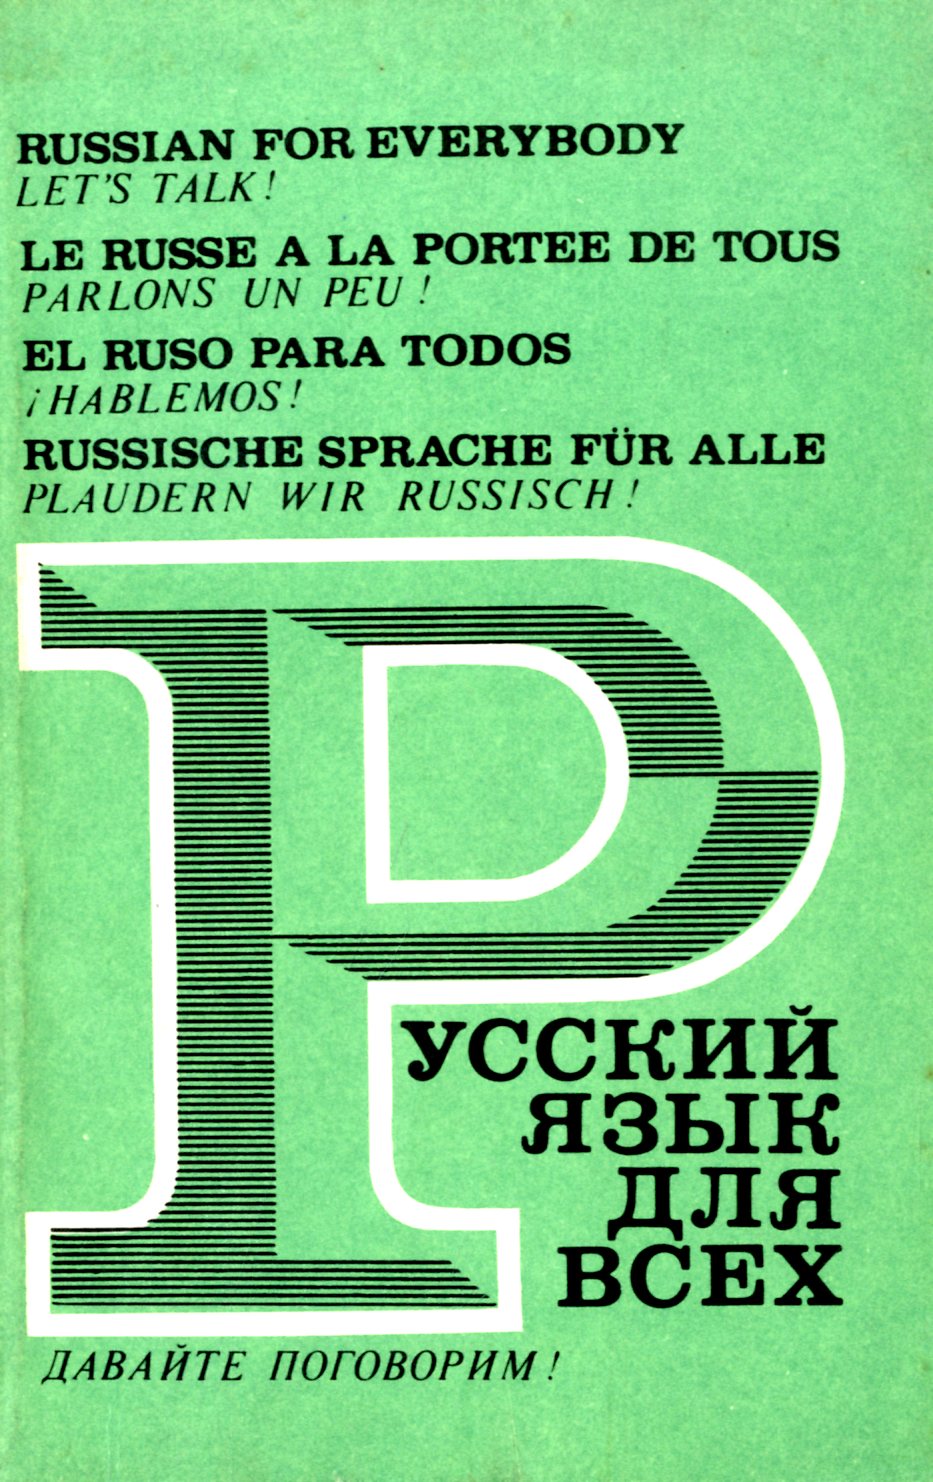 RUSSIAN FOR EVERYBODY
LET'S TALK!
LE RUSSE A LA PORTEE DE TOUS
PARLONS UN PEU!
EL RUSO PARA TODOS
¡HABLEMOS!
RUSSISCHE SPRACHE FÜR ALLE
PLAUDERN WIR RUSSISCH!
РУССКИЙ
ЯЗЫК
ДЛЯ
ВСЕХ
ДАВАЙТЕ ПОГОВОРИМ!